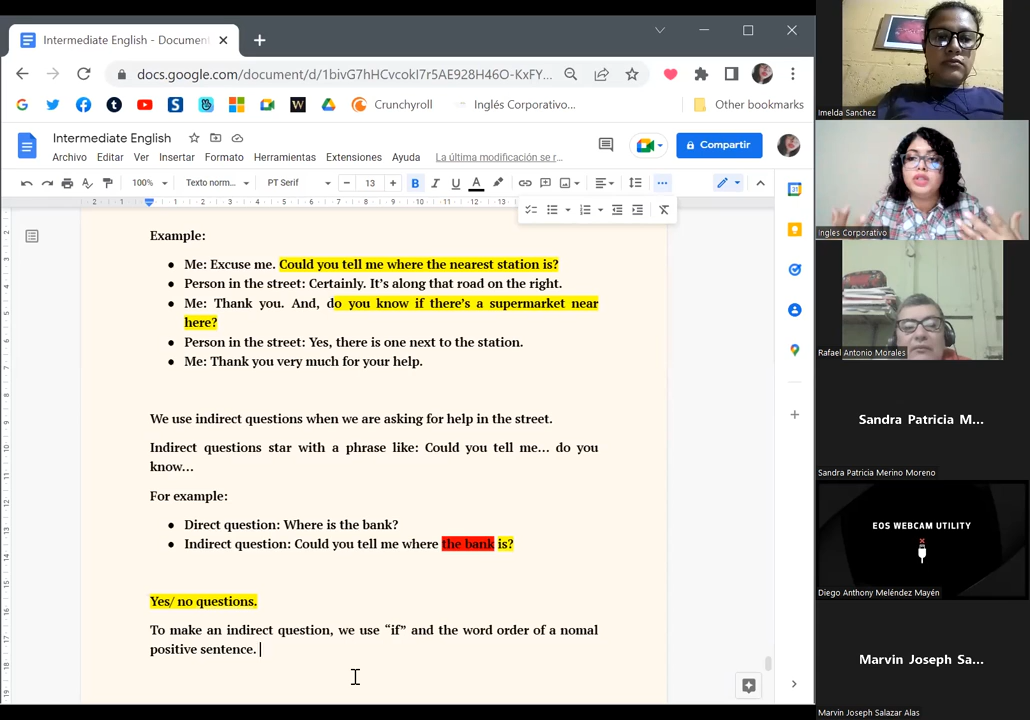 Intermediate English - Document
docs.google.com/document/d/1bivG7hHCvcokI7r5AE928H46O-KxFY...
Crunchyroll
Inglés Corporativo...
Other bookmarks
Intermediate English
Archivo Editar Ver Insertar Formato Herramientas Extensiones Ayuda La última modificación se r...
Compartir
100% Texto norm... PT Serif 13
Example:
● Me: Excuse me. Could you tell me where the nearest station is?
● Person in the street: Certainly. It's along that road on the right.
● Me: Thank you. And, do you know if there's a supermarket near
here?
● Person in the street: Yes, there is one next to the station.
● Me: Thank you very much for your help.
We use indirect questions when we are asking for help in the street.
Indirect questions star with a phrase like: Could you tell me... do you
know...
For example:
● Direct question: Where is the bank?
● Indirect question: Could you tell me where the bank is?
Yes/ no questions.
To make an indirect question, we use “if” and the word order of a nomal
positive sentence.
Imelda Sanchez
Ingles Corporativo
Rafael Antonio Morales
Sandra Patricia M...
Sandra Patricia Merino Moreno
EOS WEBCAM UTILITY
Diego Anthony Meléndez Mayén
Marvin Joseph Sa...
Marvin Joseph Salazar Alas